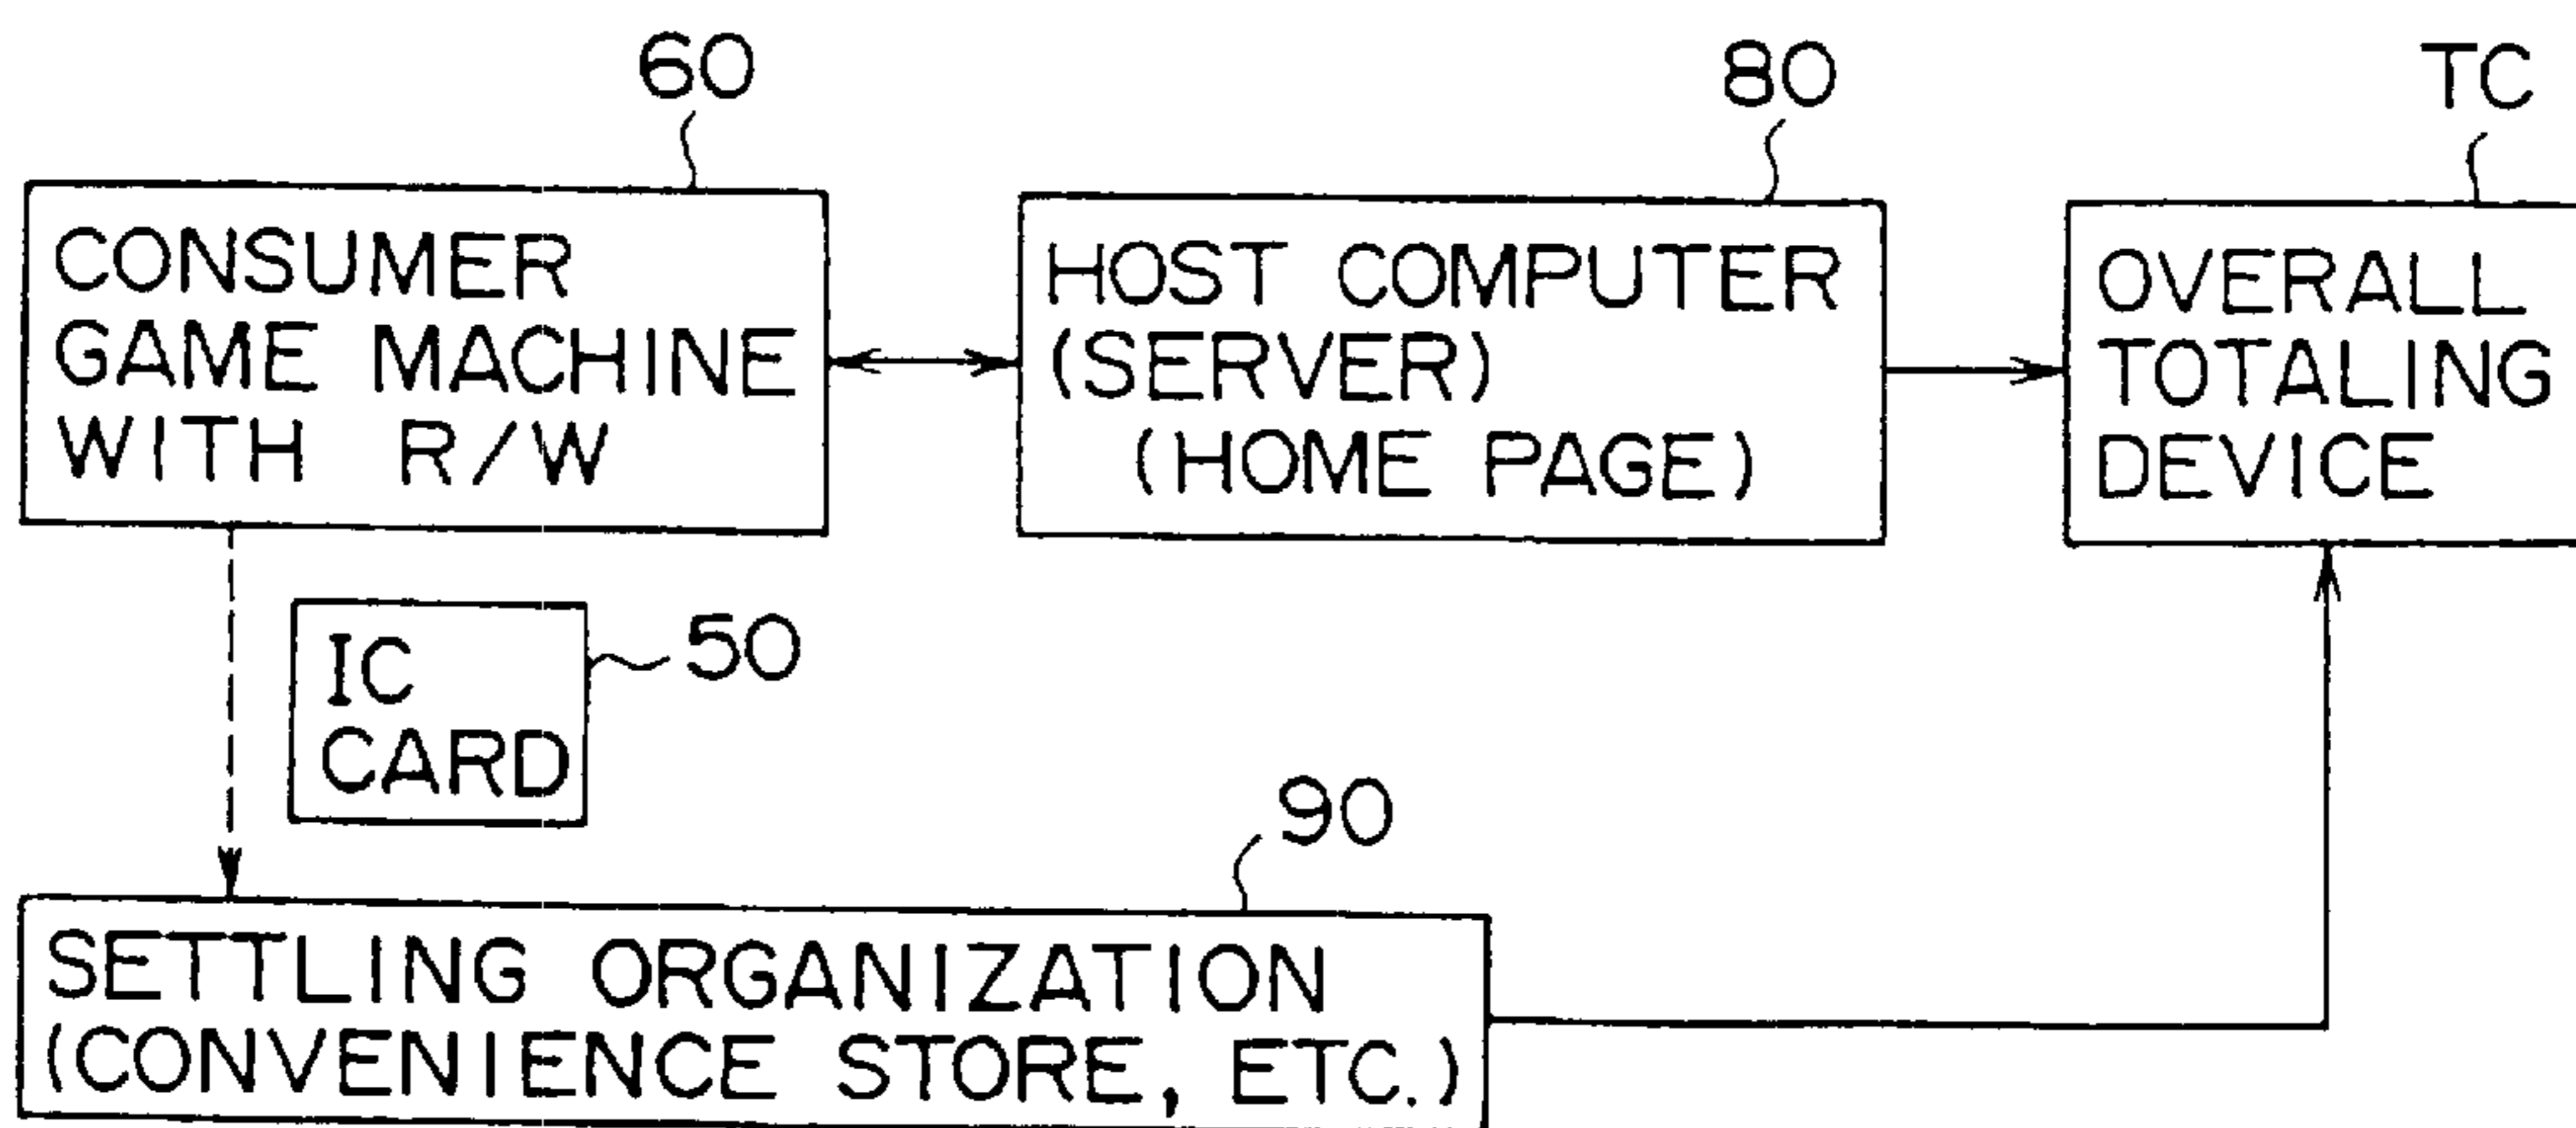 60
80
TC
CONSUMER
GAME MACHINE
WITH R/W
HOST COMPUTER
(SERVER)
(HOME PAGE)
OVERALL
TOTALING
DEVICE
IC
CARD
50
90
SETTLING ORGANIZATION
(CONVENIENCE STORE, ETC.)